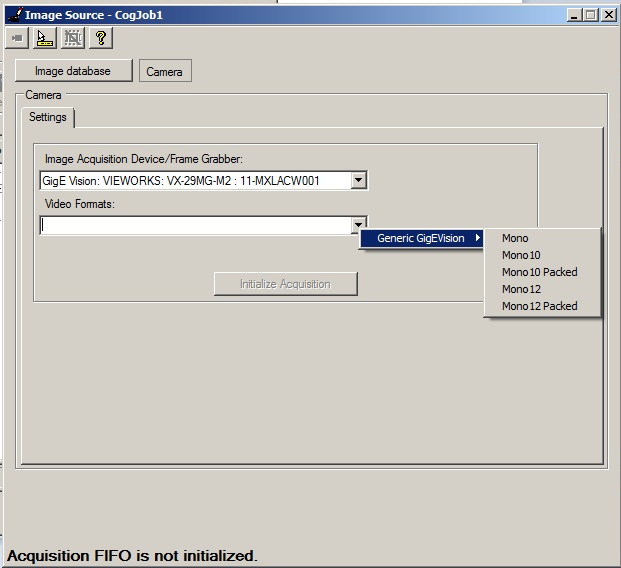 Image Source - CogJob1
Image database
Camera
Camera
Settings
Image Acquisition Device/Frame Grabber:
GigE Vision: VIEWORKS: VX-29MG-M2 : 11-MXLACW001
Video Formats:
Generic GigEVision
Mono
Mono10
Mono10 Packed
Mono12
Mono12 Packed
Initialize Acquisition
Acquisition FIFO is not initialized.